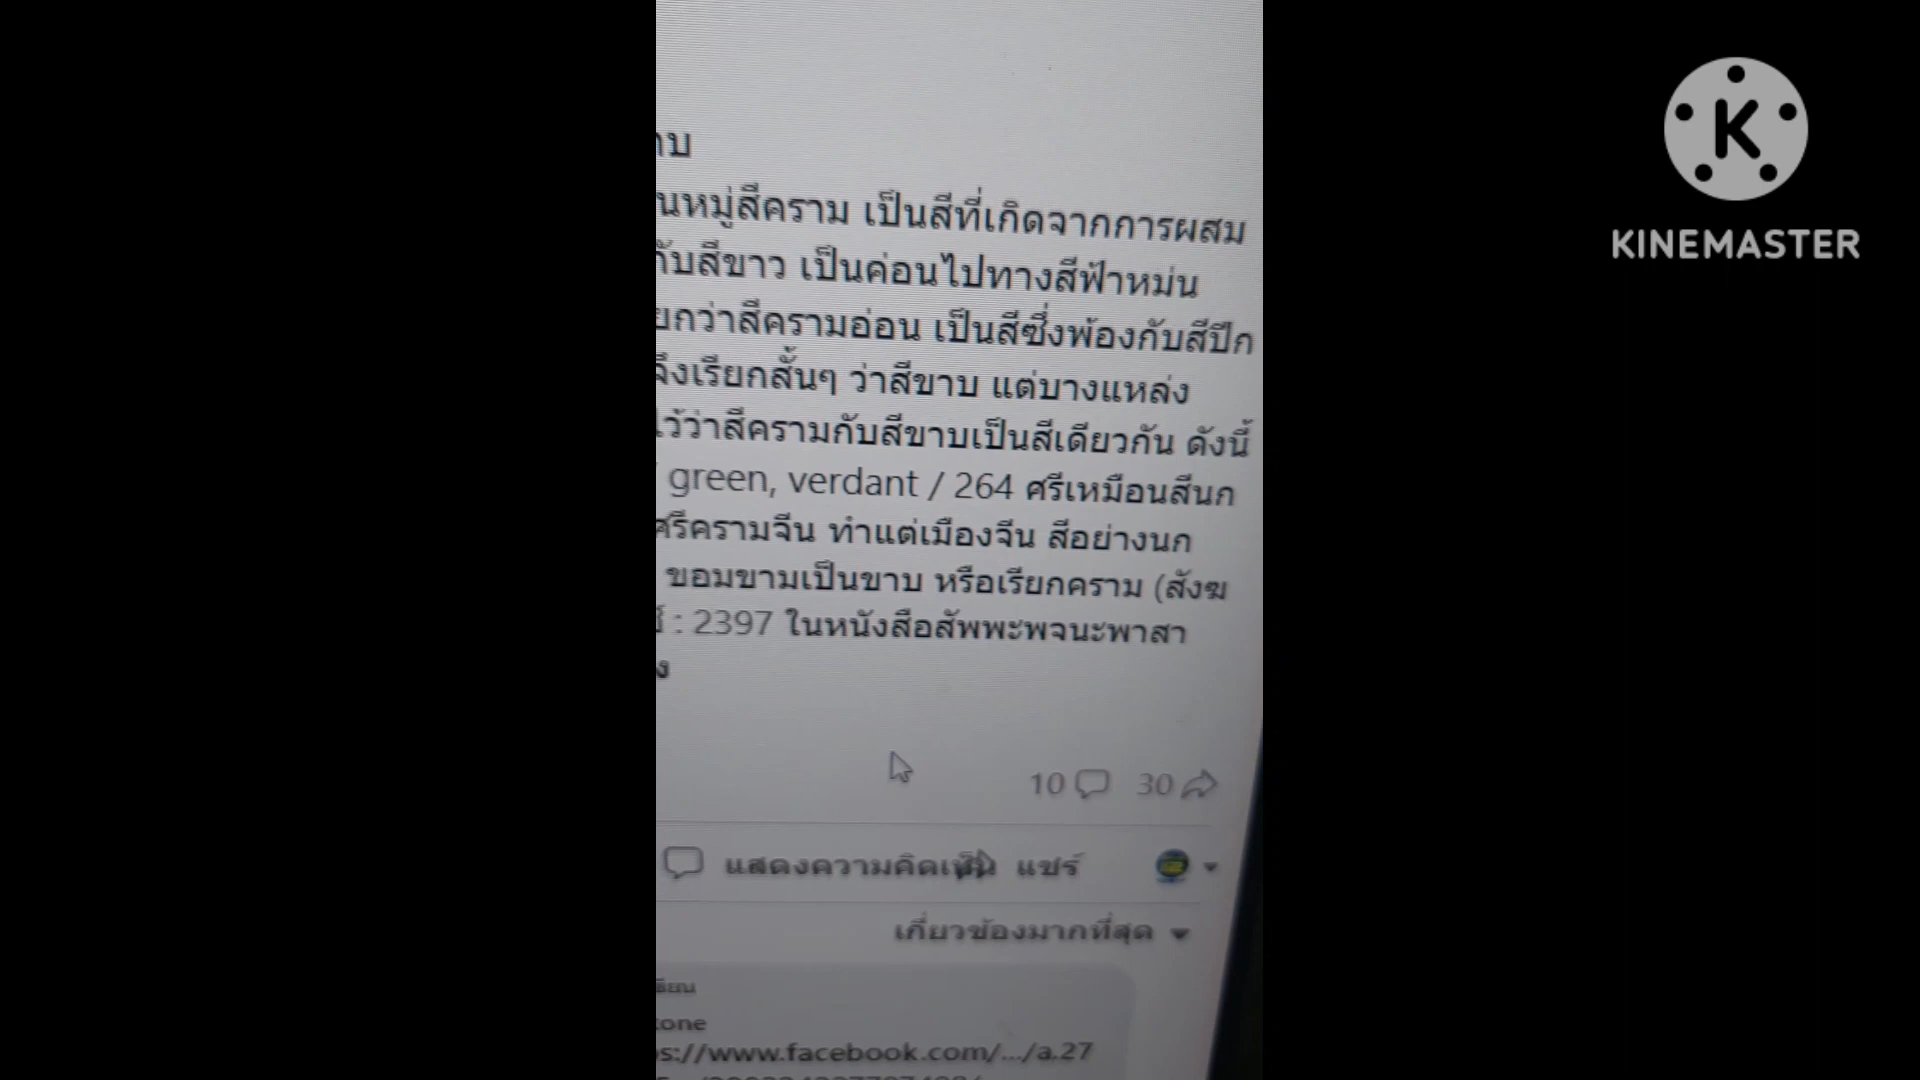 าบ
นหมู่สีคราม เป็นสีที่เกิดจากการผสม
กับสีขาว เป็นค่อนไปทางสีฟ้าหม่น
ยกว่าสีครามอ่อน เป็นสีซึ่งพ้องกับสีปีก
จึงเรียกสั้นๆ ว่าสีขาบ แต่บางแหล่ง
ไว้ว่าสีครามกับสีขาบเป็นสีเดียวกัน ดังนี้
green, verdant / 264 ศรีเหมือนสีนก
ศรีครามจีน ทำแต่เมืองจีน สีอย่างนก
ขอมขามเป็นขาบ หรือเรียกคราม (สังฆ
: 2397 ในหนังสือสัพพะพจนะพาสา
ง
10 30
แสดงความคิดเห็น แชร์
เกี่ยวข้องมากที่สุด
เขียน
tone
s://www.facebook.com/.../a.27
KINEMASTER